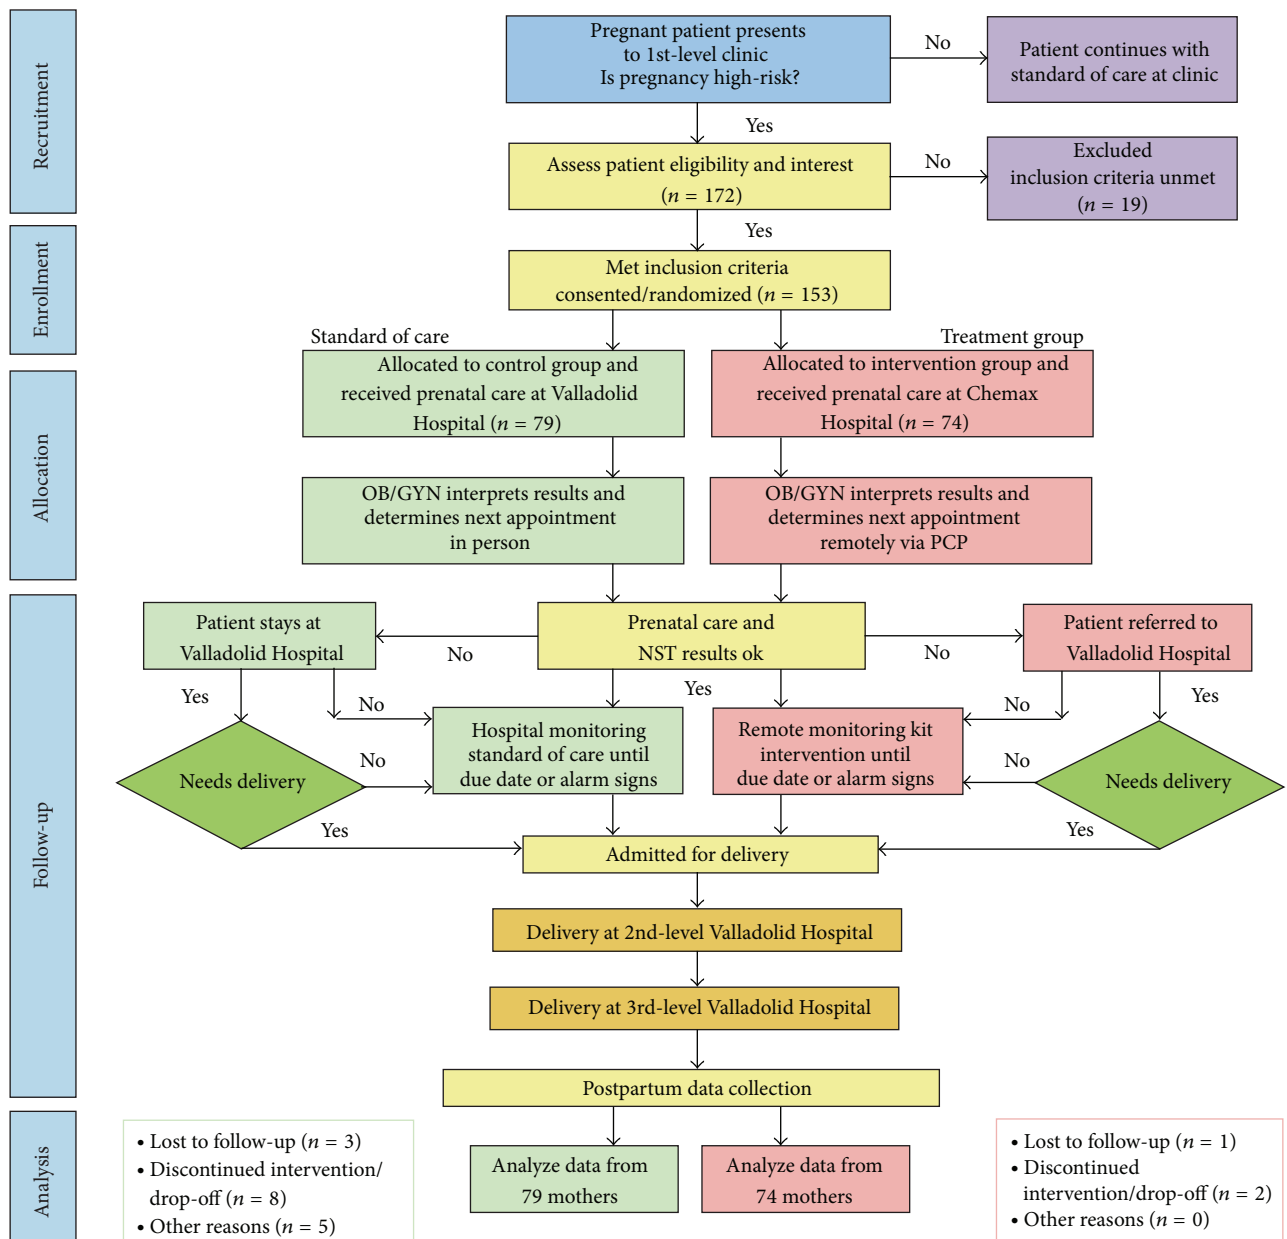 Recruitment
Pregnant patient presents
to 1st-level clinic
Is pregnancy high-risk?
No
Patient continues with
standard of care at clinic
Yes
Assess patient eligibility and interest
(n = 172)
No
Excluded
inclusion criteria unmet
(n = 19)
Yes
Enrollment
Met inclusion criteria
consented/randomized (n = 153)
Standard of care
Treatment group
Allocation
Allocated to control group and
received prenatal care at Valladolid
Hospital (n = 79)
Allocated to intervention group and
received prenatal care at Chemax
Hospital (n = 74)
OB/GYN interprets results and
determines next appointment
in person
OB/GYN interprets results and
determines next appointment
remotely via PCP
Follow-up
Patient stays at
Valladolid Hospital
No
Prenatal care and
NST results ok
No
Patient referred to
Valladolid Hospital
Yes
No
Yes
No
Yes
Hospital monitoring
standard of care until
due date or alarm signs
Remote monitoring kit
intervention until
due date or alarm signs
Needs delivery
No
No
Needs delivery
Yes
Yes
Admitted for delivery
Delivery at 2nd-level Valladolid Hospital
Delivery at 3rd-level Valladolid Hospital
Postpartum data collection
Analysis
• Lost to follow-up (n = 3)
• Discontinued intervention/
drop-off (n = 8)
• Other reasons (n = 5)
Analyze data from
79 mothers
Analyze data from
74 mothers
• Lost to follow-up (n = 1)
• Discontinued
intervention/drop-off (n = 2)
• Other reasons (n = 0)